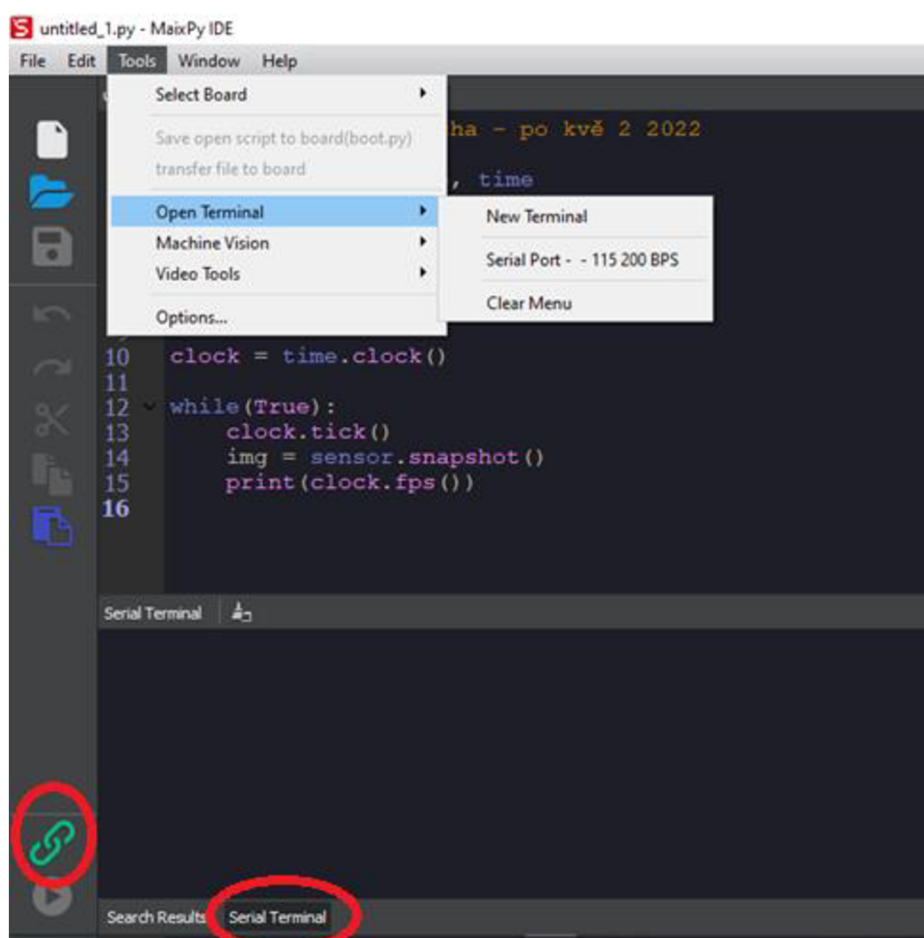 untitled_1.py - MaixPy IDE
File Edit Tools Window Help
Select Board
ha - po kvě 2 2022
Save open script to board(boot.py)
transfer file to board
, time
Open Terminal
New Terminal
Machine Vision
Serial Port - - 115 200 BPS
Video Tools
Clear Menu
Options...
10 clock = time.clock()
11
12 while(True):
13 clock.tick()
14 img = sensor.snapshot()
15 print(clock.fps())
16
Serial Terminal
Search Results Serial Terminal